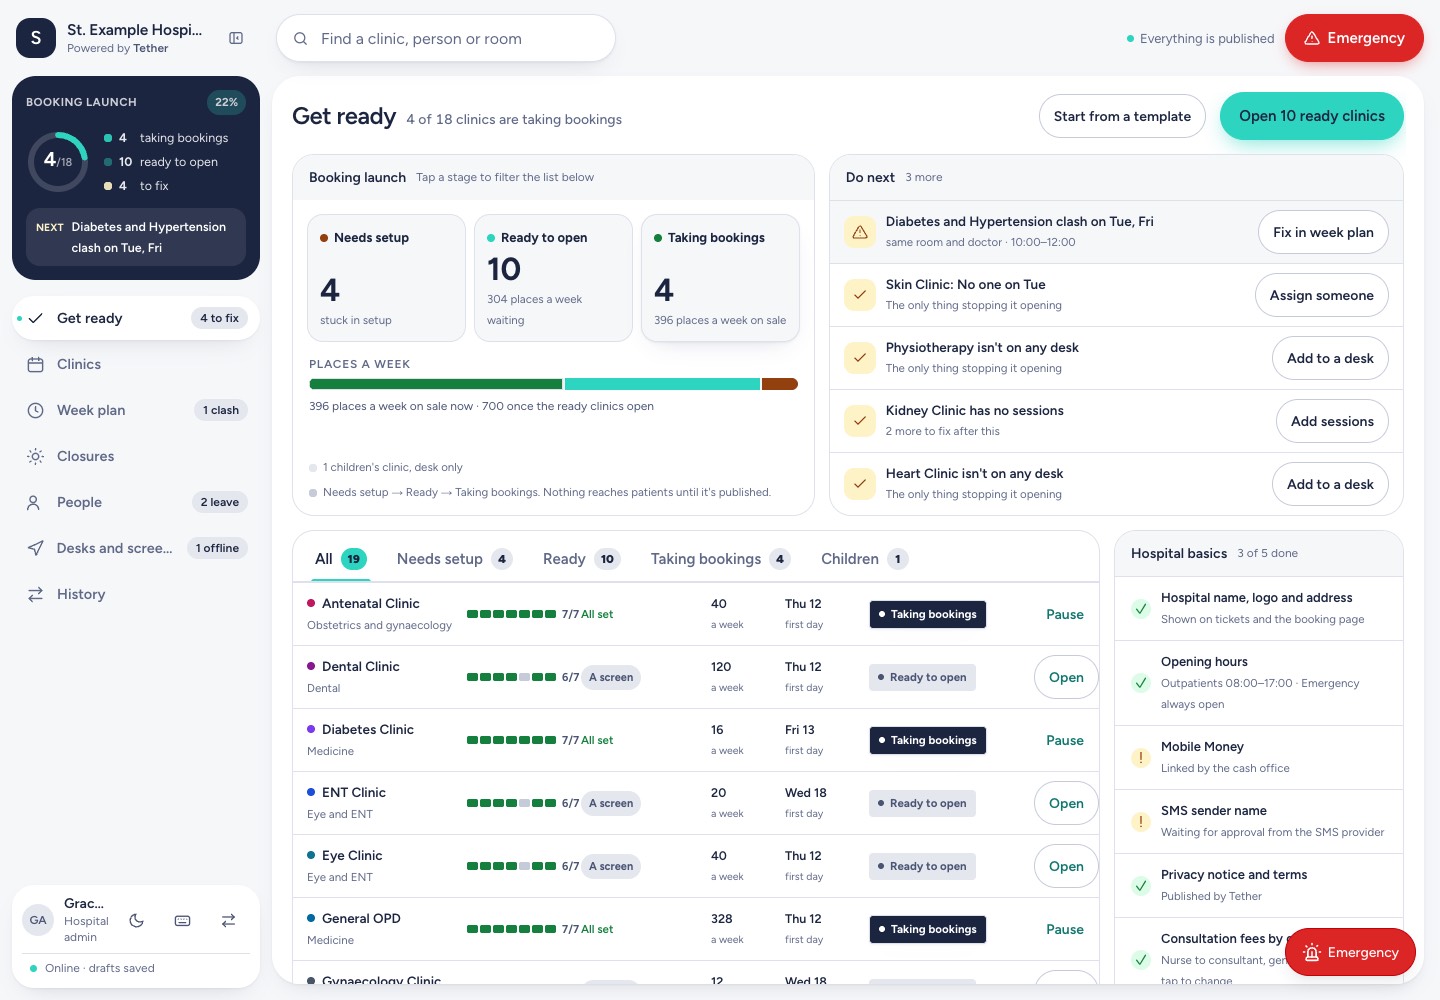 S
St. Example Hospi...
Powered by Tether
Find a clinic, person or room
Everything is published
Emergency
BOOKING LAUNCH
22%
4/18
4 taking bookings
10 ready to open
4 to fix
NEXT Diabetes and Hypertension
clash on Tue, Fri
Get ready
4 to fix
Clinics
Week plan
1 clash
Closures
People
2 leave
Desks and scree...
1 offline
History
GA
Grac...
Hospital
admin
Online · drafts saved
Get ready
4 of 18 clinics are taking bookings
Start from a template
Open 10 ready clinics
Booking launch
Tap a stage to filter the list below
Needs setup
4
stuck in setup
Ready to open
10
304 places a week
waiting
Taking bookings
4
396 places a week on sale
PLACES A WEEK
396 places a week on sale now · 700 once the ready clinics open
1 children's clinic, desk only
Needs setup → Ready → Taking bookings. Nothing reaches patients until it's published.
Do next
3 more
Diabetes and Hypertension clash on Tue, Fri
same room and doctor · 10:00–12:00
Fix in week plan
Skin Clinic: No one on Tue
The only thing stopping it opening
Assign someone
Physiotherapy isn't on any desk
The only thing stopping it opening
Add to a desk
Kidney Clinic has no sessions
2 more to fix after this
Add sessions
Heart Clinic isn't on any desk
The only thing stopping it opening
Add to a desk
All 19
Needs setup 4
Ready 10
Taking bookings 4
Children 1
Antenatal Clinic
Obstetrics and gynaecology
7/7 All set
40
a week
Thu 12
first day
Taking bookings
Pause
Dental Clinic
Dental
6/7 A screen
120
a week
Thu 12
first day
Ready to open
Open
Diabetes Clinic
Medicine
7/7 All set
16
a week
Fri 13
first day
Taking bookings
Pause
ENT Clinic
Eye and ENT
6/7 A screen
20
a week
Wed 18
first day
Ready to open
Open
Eye Clinic
Eye and ENT
6/7 A screen
40
a week
Thu 12
first day
Ready to open
Open
General OPD
Medicine
7/7 All set
328
a week
Thu 12
first day
Taking bookings
Pause
Gynaecology Clinic
12
Wed 18
Hospital basics
3 of 5 done
Hospital name, logo and address
Shown on tickets and the booking page
Opening hours
Outpatients 08:00–17:00 · Emergency
always open
Mobile Money
Linked by the cash office
SMS sender name
Waiting for approval from the SMS provider
Privacy notice and terms
Published by Tether
Consultation fees by
Nurse to consultant,
tap to change
Emergency